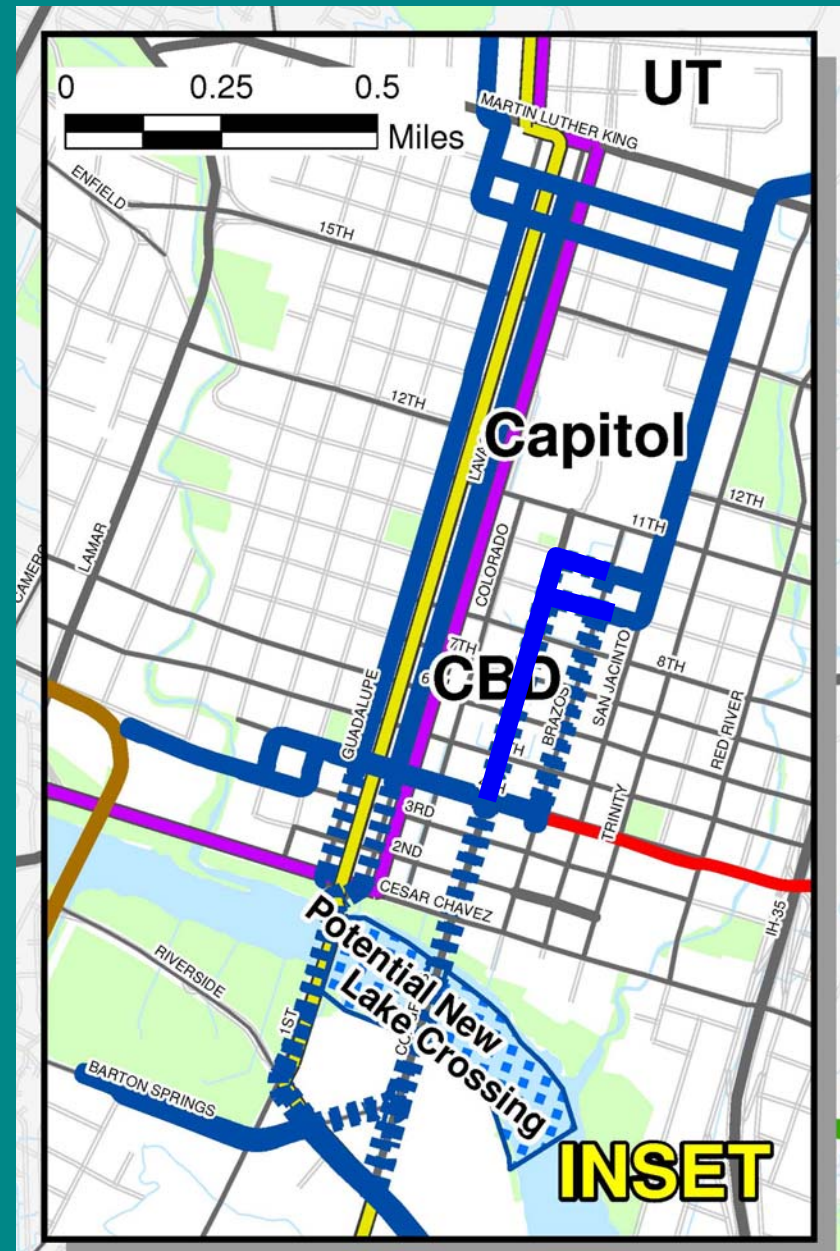 0 0.25 0.5
Miles
UT
MARTIN LUTHER KING
ENFIELD
15TH
12TH
Capitol
12TH
11TH
LAMAR
COLORADO
7TH
CBD
8TH
GUADALUPE
BRAZOS
SAN JACINTO
RED RIVER
3RD
TRINITY
2ND
CESAR CHAVEZ
IH-35
Potential New
Lake Crossing
RIVERSIDE
1ST
BARTON SPRINGS
INSET